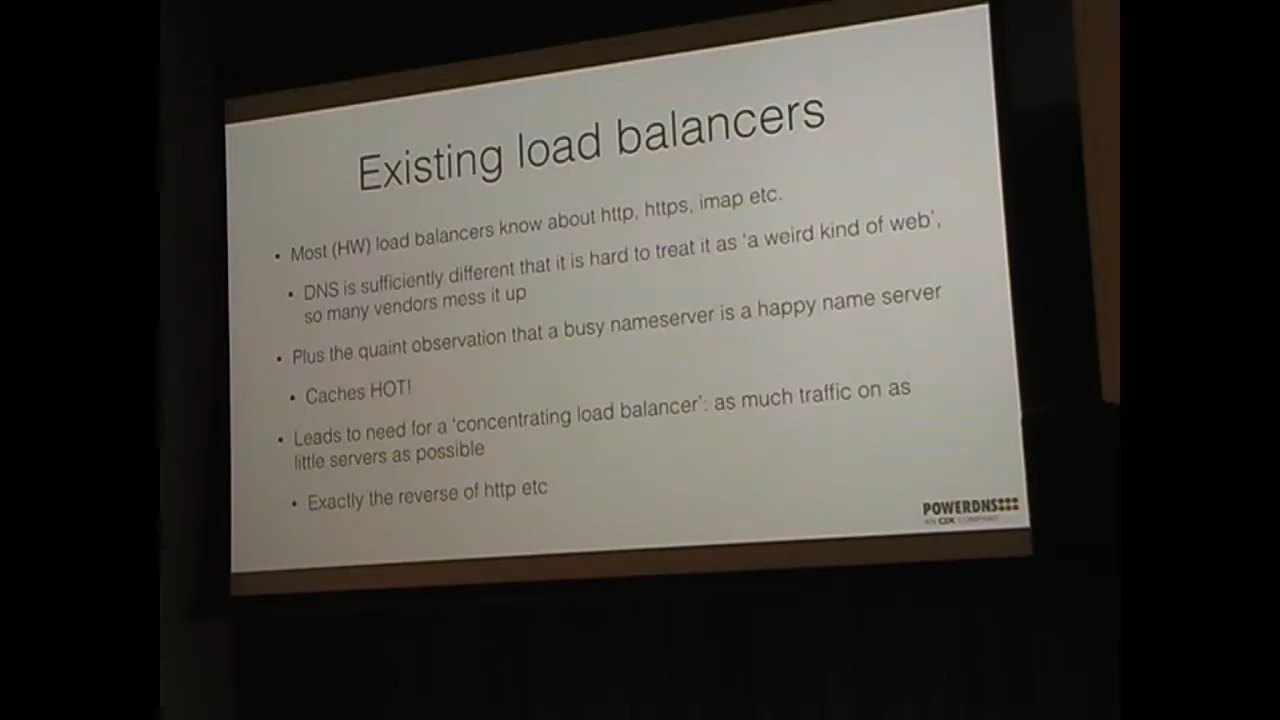 Existing load balancers
• Most (HW) load balancers know about http, https, imap etc.
• DNS is sufficiently different that it is hard to treat it as 'a weird kind of web',
so many vendors mess it up
• Plus the quaint observation that a busy nameserver is a happy name server
• Caches HOT!
• Leads to need for a 'concentrating load balancer': as much traffic on as
little servers as possible
• Exactly the reverse of http etc
POWERDNS
AN OX COMPANY